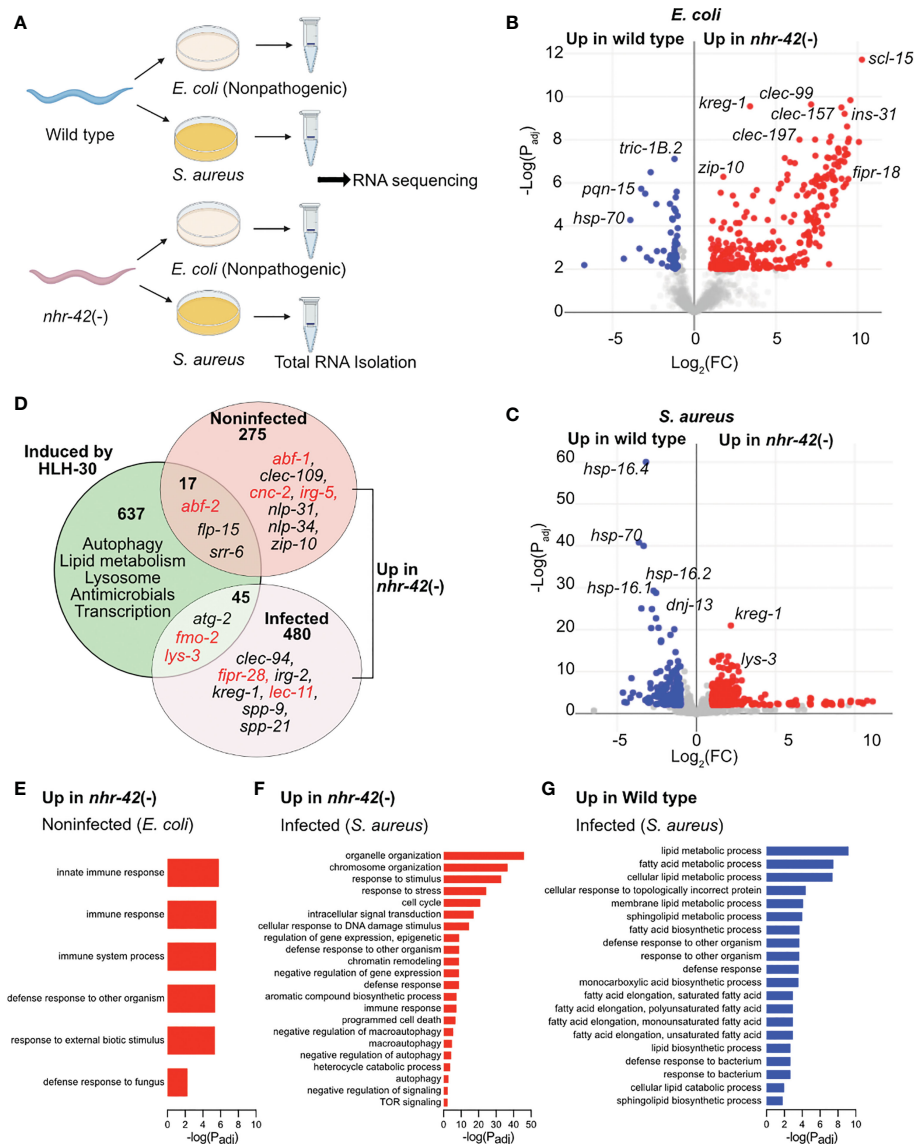 A
E. coli (Nonpathogenic)
Wild type
S. aureus
RNA sequencing
E. coli (Nonpathogenic)
nhr-42(-)
S. aureus
Total RNA Isolation
B
E. coli
Up in wild type
Up in nhr-42(-)
12
10
8
6
4
2
0
-Log(Padj)
scl-15
clec-99
kreg-1
clec-157
ins-31
clec-197
tric-1B.2
zip-10
fipr-18
pqn-15
hsp-70
-5
0
5
10
Log2(FC)
C
S. aureus
Up in wild type
Up in nhr-42(-)
60
50
40
30
20
10
0
-Log(Padj)
hsp-16.4
hsp-70
hsp-16.2
hsp-16.1
dnj-13
kreg-1
lys-3
-5
0
5
10
Log2(FC)
D
Induced by
HLH-30
637
Autophagy
Lipid metabolism
Lysosome
Antimicrobials
Transcription
Noninfected
275
abf-1,
clec-109,
cnc-2, irg-5,
nlp-31,
nlp-34,
zip-10
17
abf-2
flp-15
srr-6
45
atg-2
fmo-2
lys-3
Infected
480
clec-94,
fipr-28, irg-2,
kreg-1, lec-11,
spp-9,
spp-21
Up in
nhr-42(-)
E
Up in nhr-42(-)
Noninfected (E. coli)
innate immune response
immune response
immune system process
defense response to other organism
response to external biotic stimulus
defense response to fungus
0 2 4 6 8 10
-log(Padj)
F
Up in nhr-42(-)
Infected (S. aureus)
organelle organization
chromosome organization
response to stimulus
response to stress
cell cycle
intracellular signal transduction
cellular response to DNA damage stimulus
regulation of gene expression, epigenetic
defense response to other organism
chromatin remodeling
negative regulation of gene expression
defense response
aromatic compound biosynthetic process
immune response
programmed cell death
negative regulation of macroautophagy
macroautophagy
negative regulation of autophagy
heterocycle catabolic process
autophagy
negative regulation of signaling
TOR signaling
0 10 20 30 40 50
-log(Padj)
G
Up in Wild type
Infected (S. aureus)
lipid metabolic process
fatty acid metabolic process
cellular lipid metabolic process
cellular response to topologically incorrect protein
membrane lipid metabolic process
sphingolipid metabolic process
fatty acid biosynthetic process
defense response to other organism
response to other organism
defense response
monocarboxylic acid biosynthetic process
fatty acid elongation, saturated fatty acid
fatty acid elongation, polyunsaturated fatty acid
fatty acid elongation, monounsaturated fatty acid
fatty acid elongation, unsaturated fatty acid
lipid biosynthetic process
defense response to bacterium
response to bacterium
cellular lipid catabolic process
sphingolipid biosynthetic process
0 2 4 6 8 10
-log(Padj)